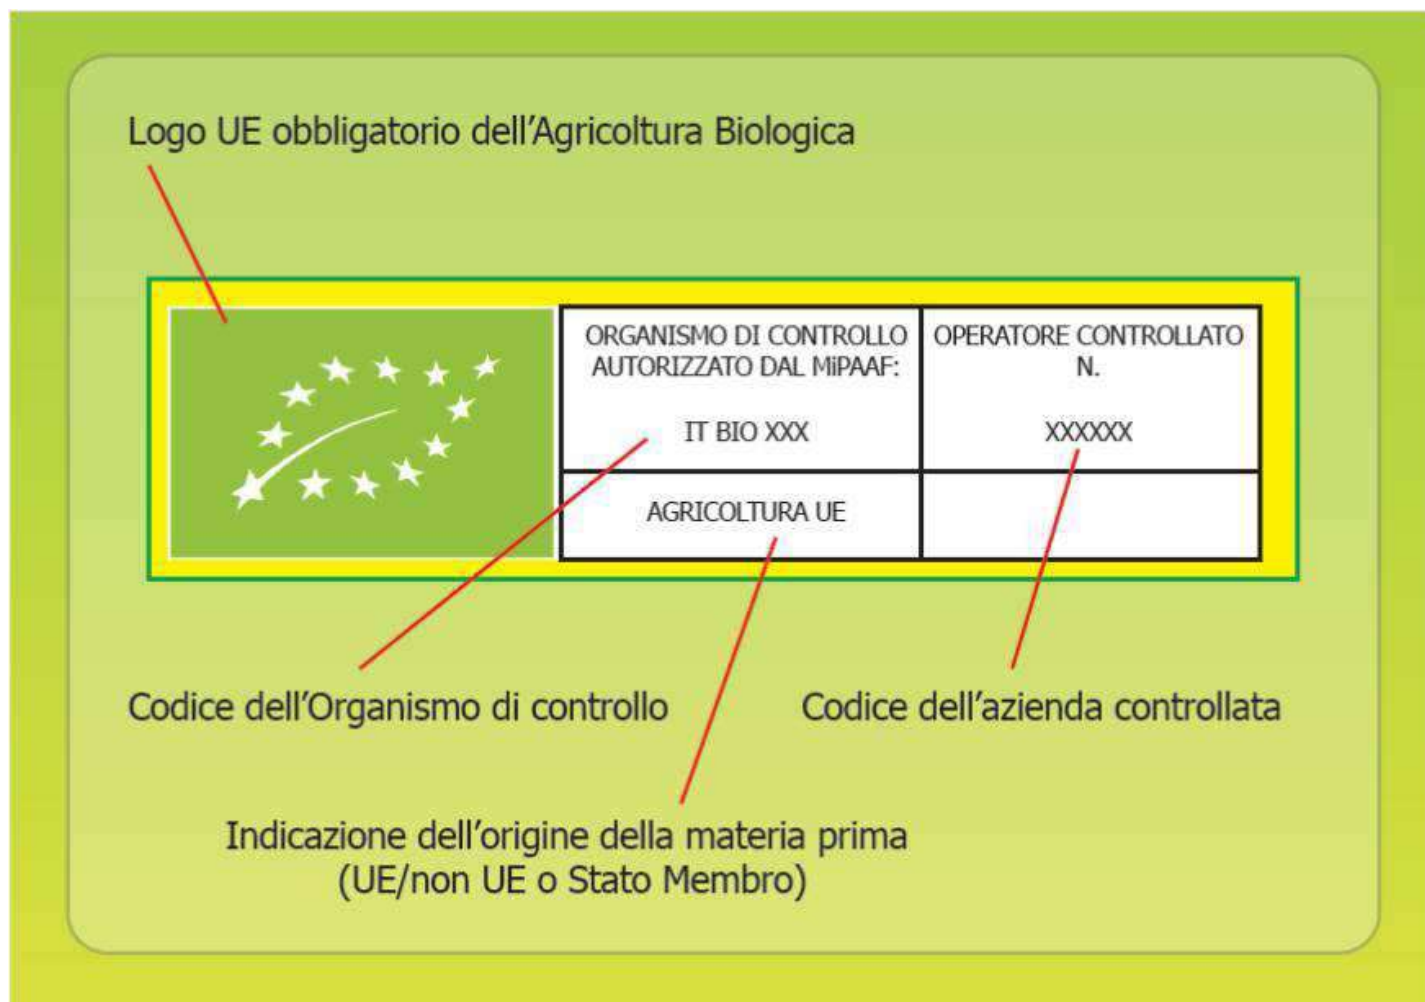 Logo UE obbligatorio dell'Agricoltura Biologica
ORGANISMO DI CONTROLLO
AUTORIZZATO DAL MiPAAF:
IT BIO XXX
OPERATORE CONTROLLATO
N.
XXXXXX
AGRICOLTURA UE
Codice dell'Organismo di controllo
Codice dell'azienda controllata
Indicazione dell'origine della materia prima
(UE/non UE o Stato Membro)